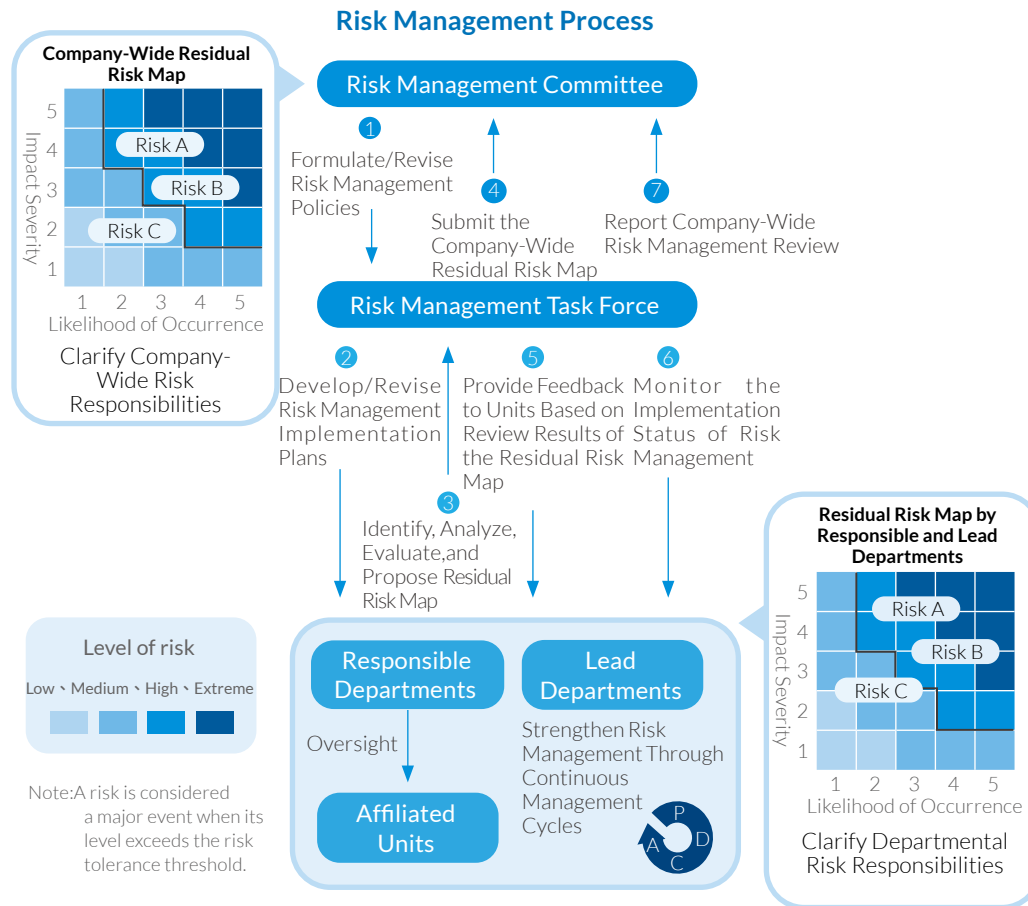 Risk Management Process
Company-Wide Residual
Risk Map
Impact Severity
5
4
3
2
1
Risk A
Risk B
Risk C
1 2 3 4 5
Likelihood of Occurrence
Clarify Company-
Wide Risk
Responsibilities
Risk Management Committee
1
Formulate/Revise
Risk Management
Policies
4
Submit the
Company-Wide
Residual Risk Map
7
Report Company-Wide
Risk Management Review
Risk Management Task Force
2
Develop/Revise
Risk Management
Implementation
Plans
3
Identify, Analyze,
Evaluate,and
Propose Residual
Risk Map
5
Provide Feedback
to Units Based on
Review Results of
the Residual Risk
Map
6
Monitor the
Implementation
Status of Risk
Management
Residual Risk Map by
Responsible and Lead
Departments
Impact Severity
5
4
3
2
1
Risk A
Risk B
Risk C
1 2 3 4 5
Likelihood of Occurrence
Clarify Departmental
Risk Responsibilities
Level of risk
Low、Medium、High、Extreme
Note:A risk is considered
a major event when its
level exceeds the risk
tolerance threshold.
Responsible
Departments
Oversight
Affiliated
Units
Lead
Departments
Strengthen Risk
Management Through
Continuous
Management
Cycles
P
D
C
A